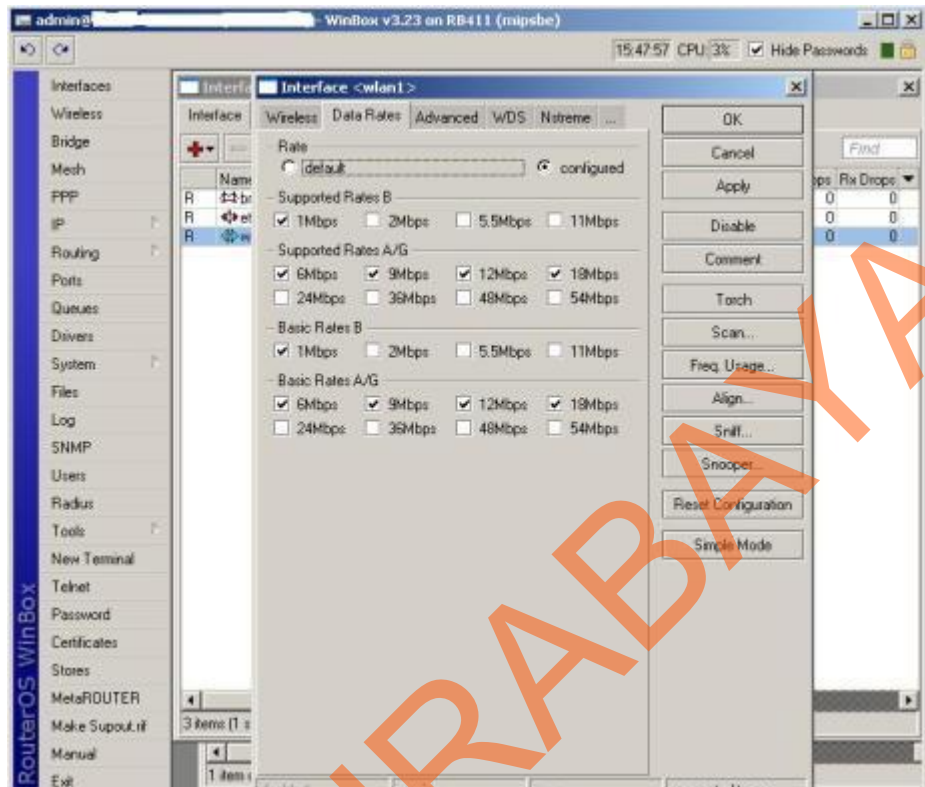 admin@
WinBox v3.23 on RB411 (mipsbe)
15:47:57 CPU: 3% Hide Passwords
Interfaces
Wireless
Bridge
Mesh
PPP
IP
Routing
Ports
Queues
Drivers
System
Files
Log
SNMP
Users
Radius
Tools
New Terminal
Telnet
Password
Certificates
Stores
MetaROUTER
Make Supout.rif
Manual
Exit
RouterOS WinBox
Interface
Name
R
R
R
3 items (1 s
1 item
Interface <wlan1>
Wireless Data Rates Advanced WDS Nstreme ...
Rate
default configured
Supported Rates B
1Mbps 2Mbps 5.5Mbps 11Mbps
Supported Rates A/G
6Mbps 9Mbps 12Mbps 18Mbps
24Mbps 36Mbps 48Mbps 54Mbps
Basic Rates B
1Mbps 2Mbps 5.5Mbps 11Mbps
Basic Rates A/G
6Mbps 9Mbps 12Mbps 18Mbps
24Mbps 36Mbps 48Mbps 54Mbps
OK
Cancel
Apply
Disable
Comment
Torch
Scan...
Freq. Usage...
Align...
Sniff...
Snooper...
Reset Configuration
Simple Mode
Find
ops Rx Drops
0 0
0 0
0 0
RABAYA